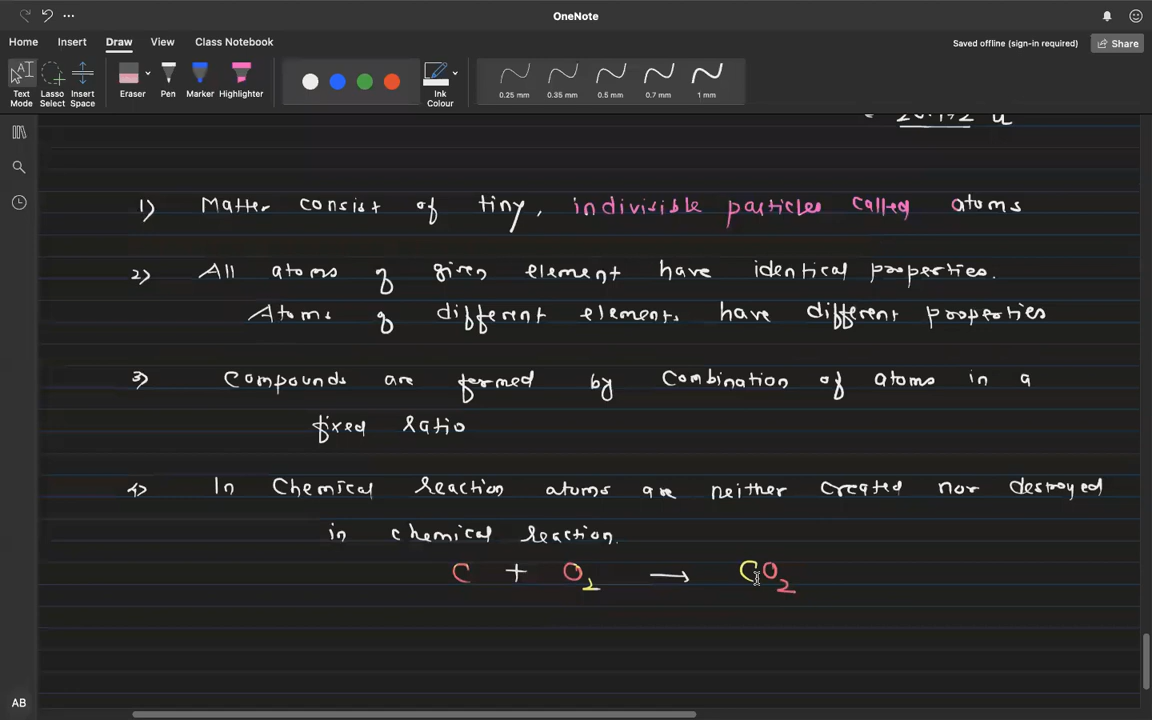 OneNote
Home Insert Draw View Class Notebook
Saved offline (sign-in required) Share
Text Mode
Lasso Select
Insert Space
Eraser
Pen
Marker
Highlighter
Ink Colour
0.25 mm 0.35 mm 0.5 mm 0.7 mm 1 mm
1) Matter consist of tiny, indivisible particles called atoms
2) All atoms of given element have identical properties.
Atoms of different elements have different properties
3) Compounds are formed by combination of atoms in a
fixed ratio
4) In Chemical reaction atoms are neither created nor destroyed
in chemical reaction.
C + O₂ → CO₂
AB